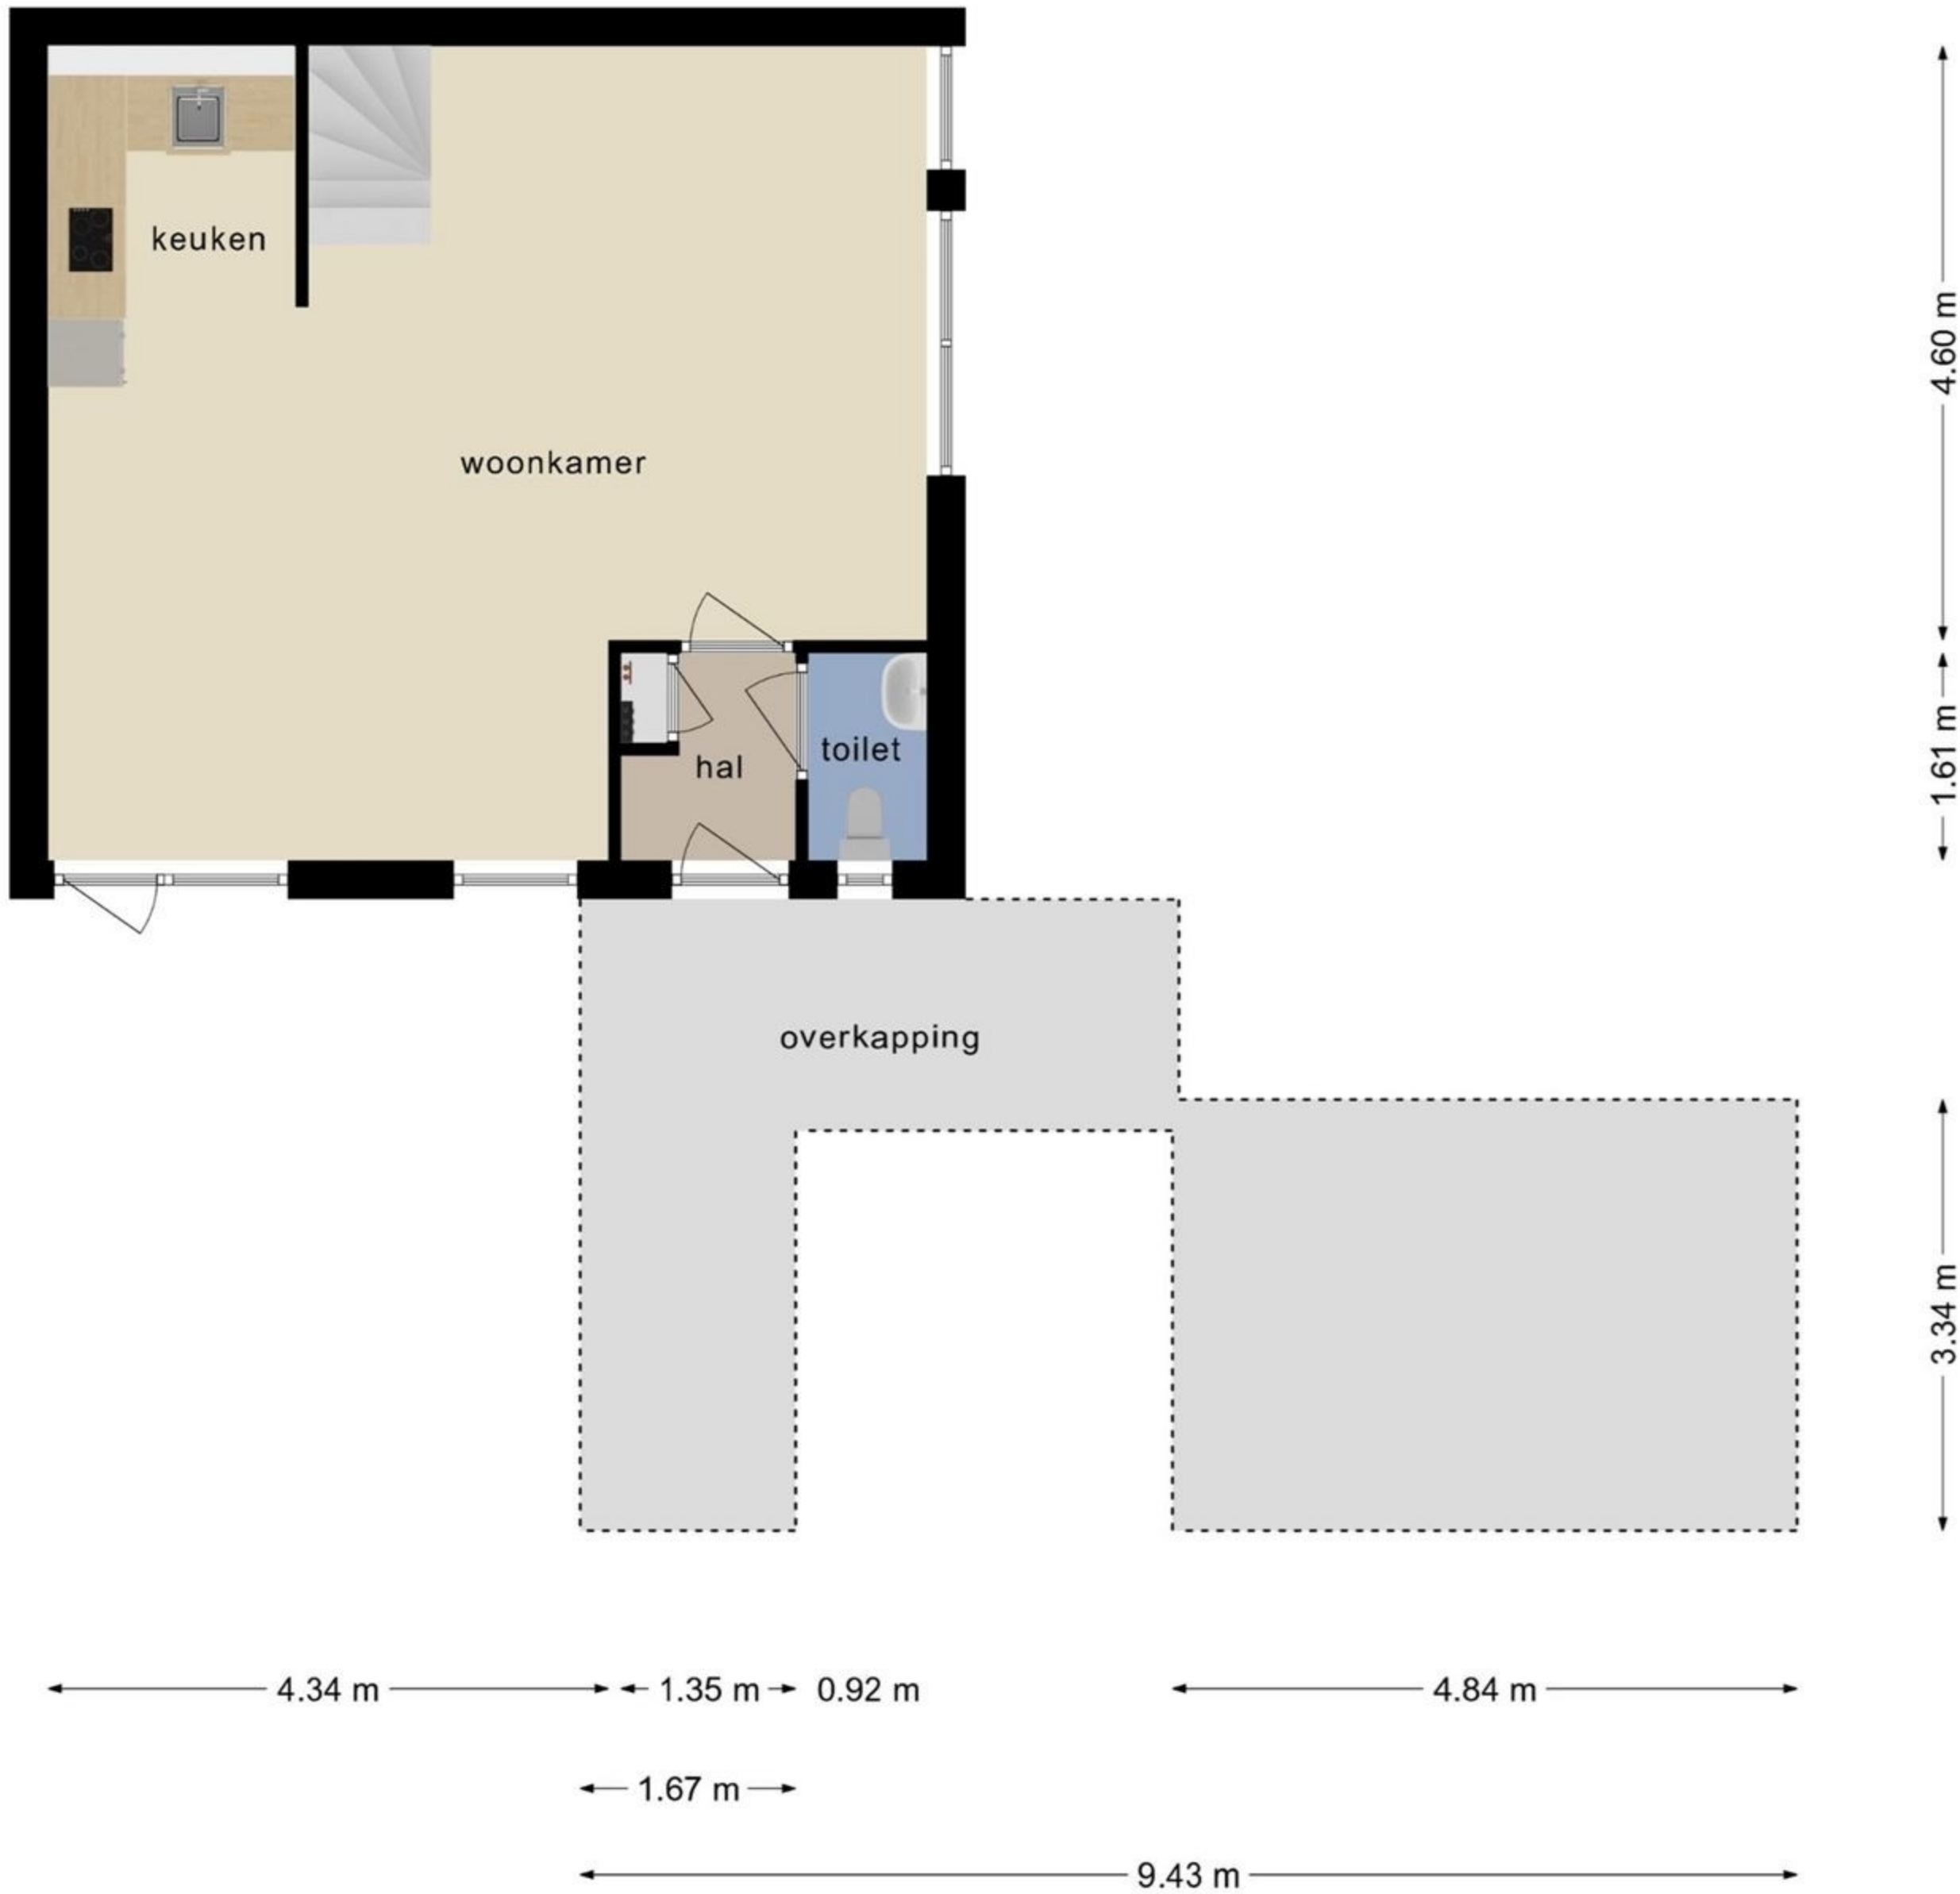 keuken
4.60 m
woonkamer
1.61 m
hal
toilet
overkapping
3.34 m
4.34 m
1.35 m
0.92 m
4.84 m
1.67 m
9.43 m